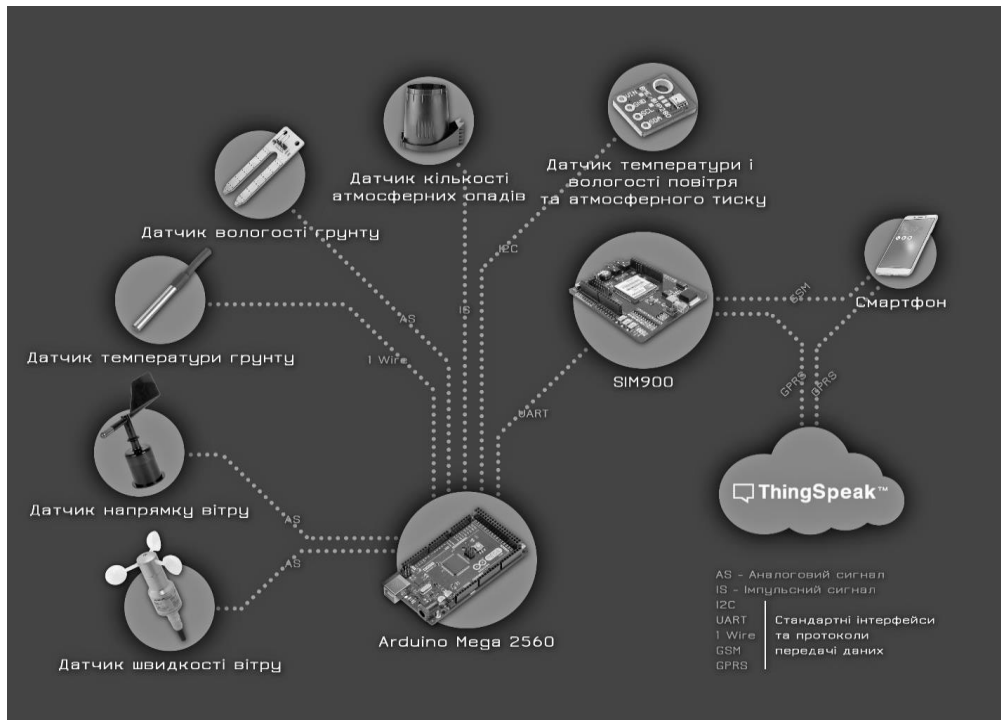 Датчик кількості
атмосферних опадів
Датчик температури і
вологості повітря
та атмосферного тиску
Датчик вологості грунту
I2C
GSM
Смартфон
AS
IS
Датчик температури грунту
1 Wire
SIM900
GPRS
GPRS
UART
ThingSpeak™
Датчик напрямку вітру
AS
AS
Arduino Mega 2560
Датчик швидкості вітру
AS - Аналоговий сигнал
IS - Імпульсний сигнал
I2C
UART Стандартні інтерфейси
1 Wire та протоколи
GSM передачі даних
GPRS